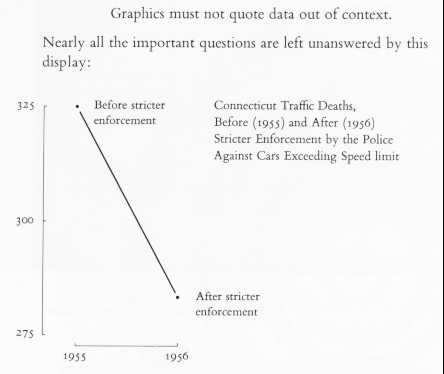 Graphics must not quote data out of context.
Nearly all the important questions are left unanswered by this
display:
325
Before stricter
enforcement
Connecticut Traffic Deaths,
Before (1955) and After (1956)
Stricter Enforcement by the Police
Against Cars Exceeding Speed limit
300
After stricter
enforcement
275
1955
1956